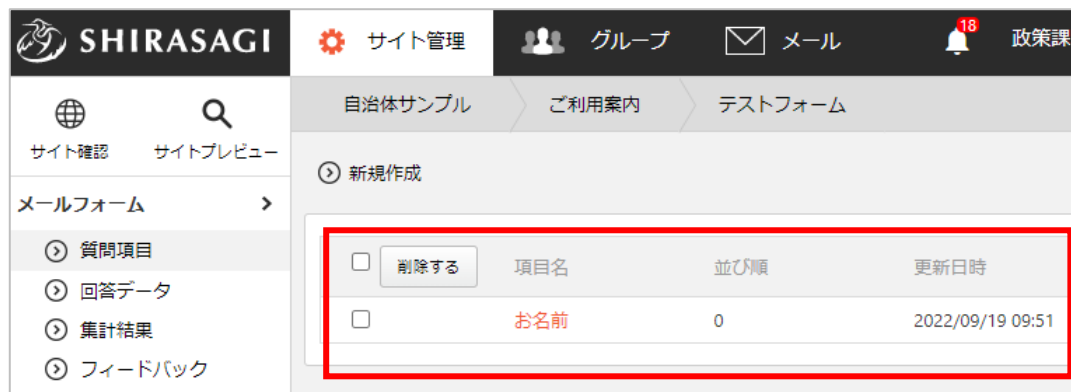 SHIRASAGI サイト管理 グループ メール 18 政策課
サイト確認 サイトプレビュー
自治体サンプル ご利用案内 テストフォーム
新規作成
メールフォーム
質問項目
回答データ
集計結果
フィードバック
削除する 項目名 並び順 更新日時
お名前 0 2022/09/19 09:51